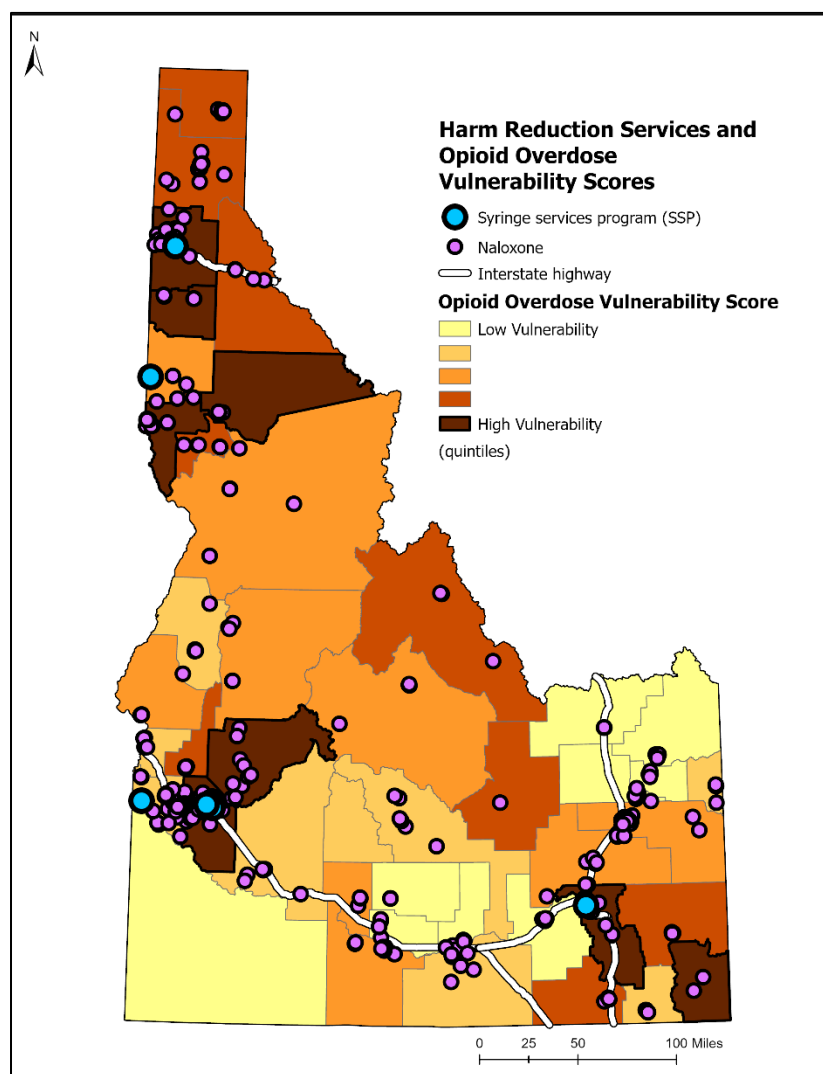 N
Harm Reduction Services and
Opioid Overdose
Vulnerability Scores
Syringe services program (SSP)
Naloxone
Interstate highway
Opioid Overdose Vulnerability Score
Low Vulnerability
High Vulnerability
(quintiles)
0 25 50 100 Miles